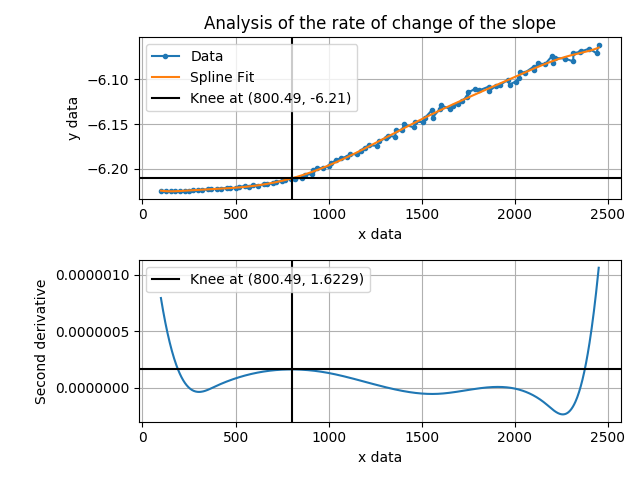 Analysis of the rate of change of the slope
Data
Spline Fit
Knee at (800.49, -6.21)
y data
−6.10
−6.15
−6.20
0 500 1000 1500 2000 2500
x data
Knee at (800.49, 1.6229)
Second derivative
0.0000010
0.0000005
0.0000000
0 500 1000 1500 2000 2500
x data